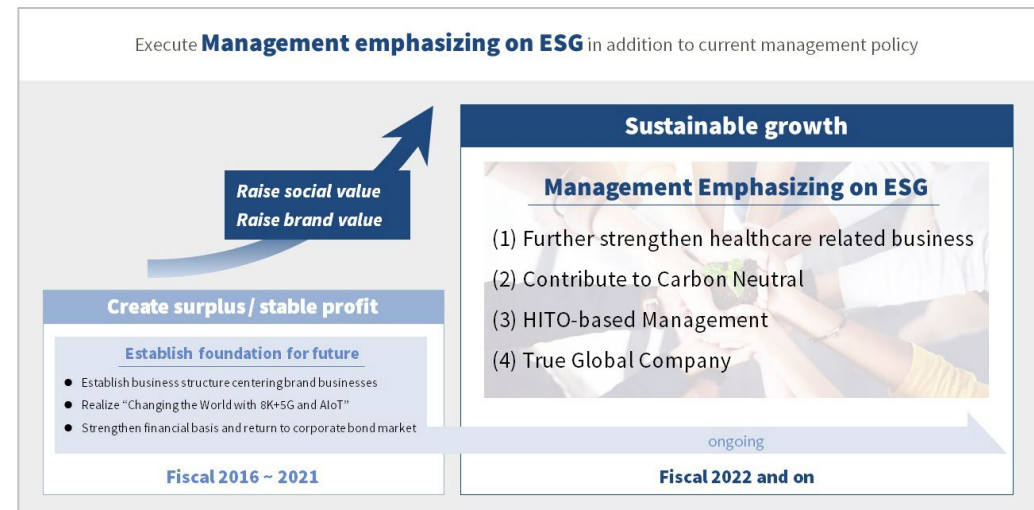 Execute Management emphasizing on ESG in addition to current management policy
Raise social value
Raise brand value
Create surplus / stable profit
Establish foundation for future
● Establish business structure centering brand businesses
● Realize “Changing the World with 8K+5G and AIoT”
● Strengthen financial basis and return to corporate bond market
Fiscal 2016 ~ 2021
Sustainable growth
Management Emphasizing on ESG
(1) Further strengthen healthcare related business
(2) Contribute to Carbon Neutral
(3) HITO-based Management
(4) True Global Company
ongoing
Fiscal 2022 and on